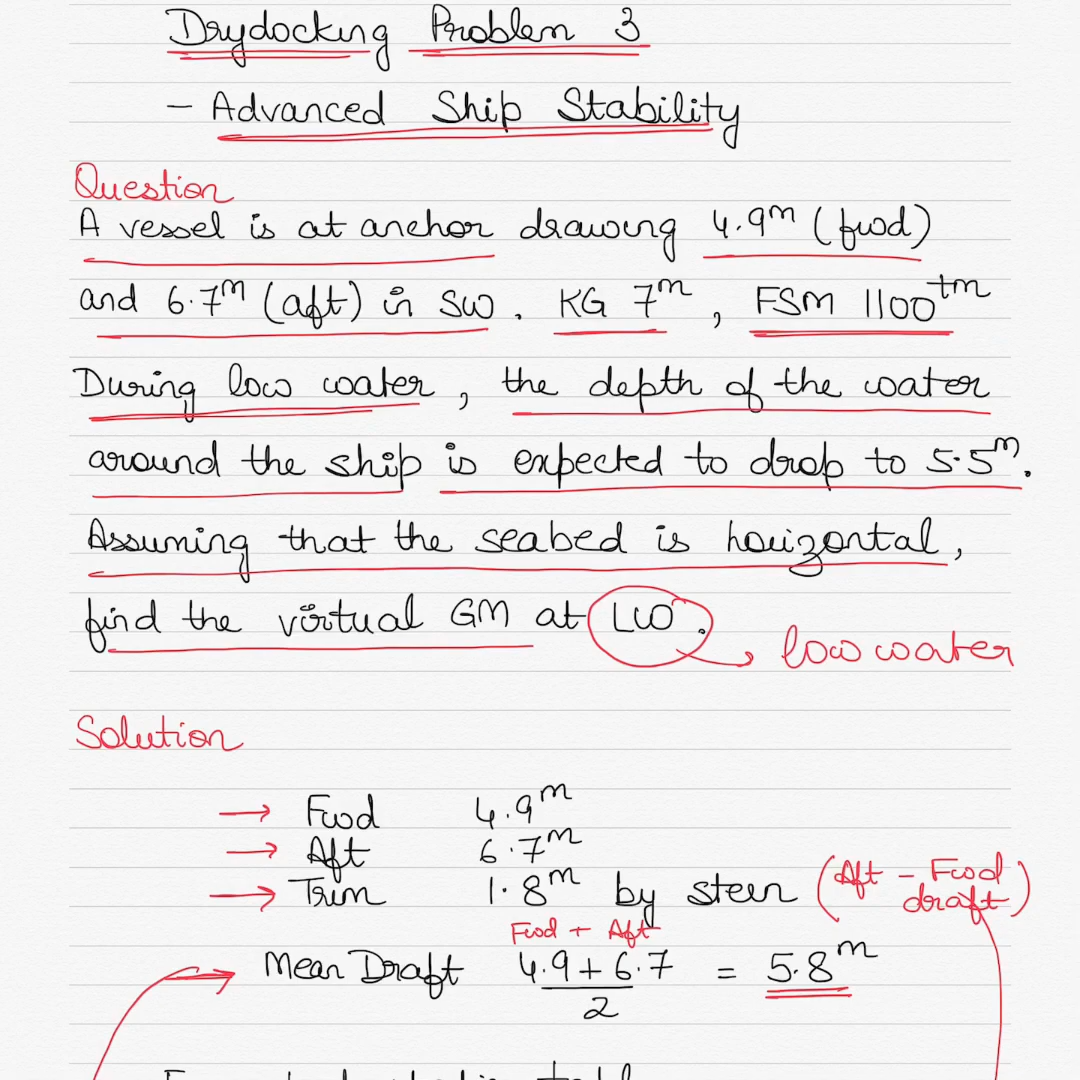 Drydocking Problem 3
- Advanced Ship Stability
Question
A vessel is at anchor drawing 4.9m (fwd)
and 6.7m (aft) in SW. KG 7m, FSM 1100tm
During low water, the depth of the water
around the ship is expected to drop to 5.5m.
Assuming that the seabed is horizontal,
find the virtual GM at LW.
low water
Solution
→ Fwd 4.9m
→ Aft 6.7m
→ Trim 1.8m by stern (Aft - Fwd draft)
Fwd + Aft
Mean Draft 4.9+6.7 / 2 = 5.8m